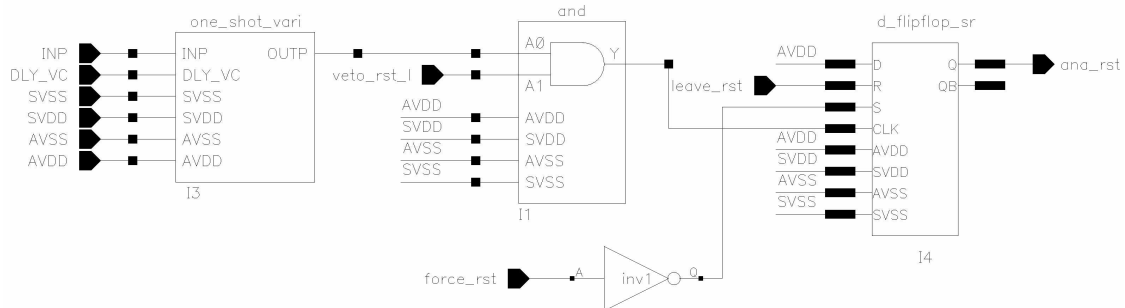 one_shot_vari
INP
DLY_VC
SVSS
SVDD
AVSS
AVDD
INP
DLY_VC
SVSS
SVDD
AVSS
AVDD
OUTP
I3
and
veto_rst_l
A0
A1
Y
AVDD
SVDD
AVSS
SVSS
AVDD
SVDD
AVSS
SVSS
I1
force_rst
A
inv1
Q
d_flipflop_sr
AVDD
leave_rst
D
R
S
CLK
AVDD
SVDD
AVSS
SVSS
AVDD
SVDD
AVSS
SVSS
Q
QB
ana_rst
I4